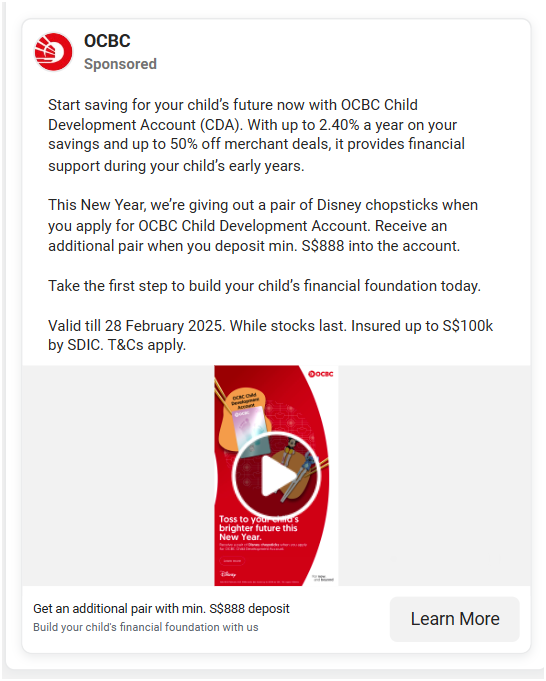 OCBC
Sponsored
Start saving for your child’s future now with OCBC Child
Development Account (CDA). With up to 2.40% a year on your
savings and up to 50% off merchant deals, it provides financial
support during your child’s early years.
This New Year, we’re giving out a pair of Disney chopsticks when
you apply for OCBC Child Development Account. Receive an
additional pair when you deposit min. S$888 into the account.
Take the first step to build your child’s financial foundation today.
Valid till 28 February 2025. While stocks last. Insured up to S$100k
by SDIC. T&Cs apply.
OCBC
OCBC Child
Development
Account
Toss to your child's
brighter future this
New Year.
Disney
Get an additional pair with min. S$888 deposit
Build your child's financial foundation with us
Learn More